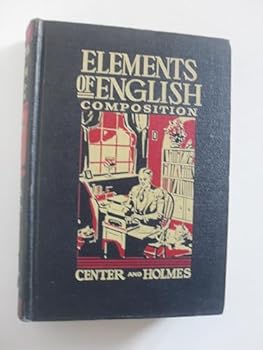 ELEMENTS
OF ENGLISH
COMPOSITION
CENTER AND HOLMES